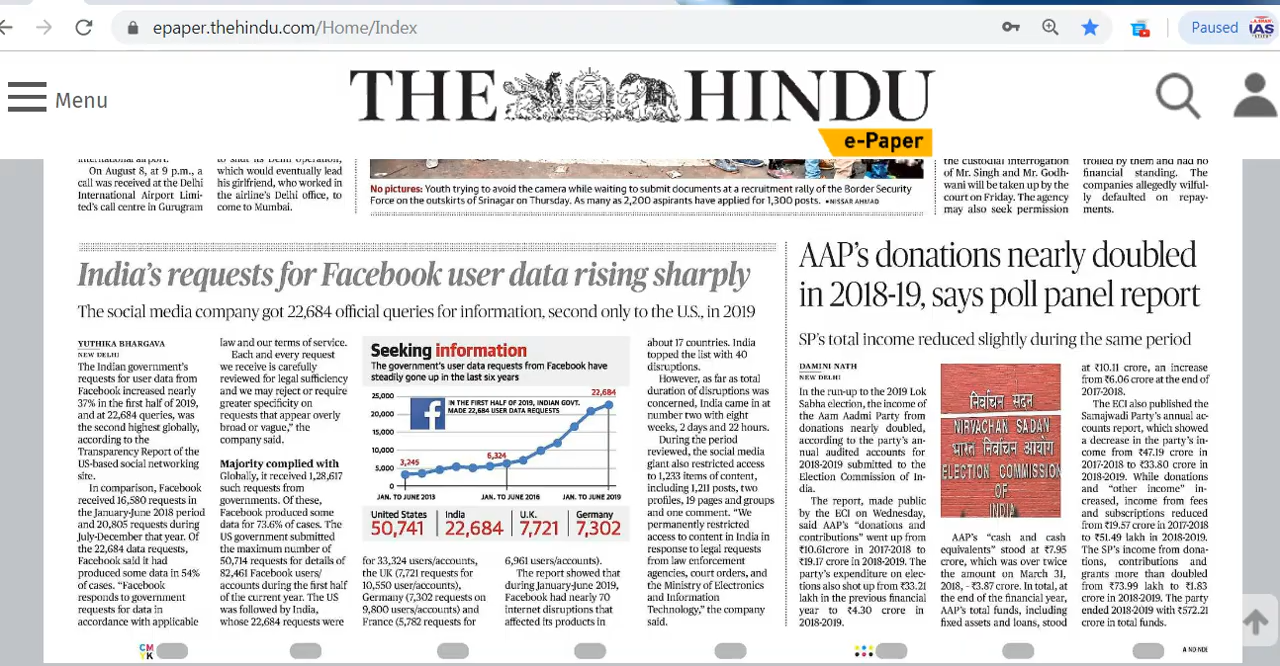 epaper.thehindu.com/Home/Index
Paused
IAS
Menu
THE HINDU
e-Paper
international airport.
On August 8, at 9 p.m., a
call was received at the Delhi
International Airport Limi-
ted's call centre in Gurugram
to shut its Delhi operation,
which would eventually lead
his girlfriend, who worked in
the airline's Delhi office, to
come to Mumbai.
No pictures: Youth trying to avoid the camera while waiting to submit documents at a recruitment rally of the Border Security
Force on the outskirts of Srinagar on Thursday. As many as 2,200 aspirants have applied for 1,300 posts. •NISSAR AHMAD
the custodial interrogation
of Mr. Singh and Mr. Godh-
wani will be taken up by the
court on Friday. The agency
may also seek permission
trolled by them and had no
financial standing. The
companies allegedly wilful-
ly defaulted on repay-
ments.
India's requests for Facebook user data rising sharply
The social media company got 22,684 official queries for information, second only to the U.S., in 2019
YUTHIKA BHARGAVA
NEW DELHI
The Indian government's
requests for user data from
Facebook increased nearly
37% in the first half of 2019,
and at 22,684 queries, was
the second highest globally,
according to the
Transparency Report of the
US-based social networking
site.
In comparison, Facebook
received 16,580 requests in
the January-June 2018 period
and 20,805 requests during
July-December that year. Of
the 22,684 data requests,
Facebook said it had
produced some data in 54%
of cases. “Facebook
responds to government
requests for data in
accordance with applicable
law and our terms of service.
Each and every request
we receive is carefully
reviewed for legal sufficiency
and we may reject or require
greater specificity on
requests that appear overly
broad or vague,” the
company said.
Majority complied with
Globally, it received 1,28,617
such requests from
governments. Of these,
Facebook produced some
data for 73.6% of cases. The
US government submitted
the maximum number of
50,714 requests for details of
82,461 Facebook users/
accounts during the first half
of the current year. The US
was followed by India,
whose 22,684 requests were
Seeking information
The government's user data requests from Facebook have
steadily gone up in the last six years
25,000
20,000
15,000
10,000
5,000
0
f
IN THE FIRST HALF OF 2019, INDIAN GOVT.
MADE 22,684 USER DATA REQUESTS
22,684
3,245
6,324
JAN. TO JUNE 2013
JAN. TO JUNE 2016
JAN. TO JUNE 2019
United States
50,741
India
22,684
U.K.
7,721
Germany
7,302
for 33,324 users/accounts,
the UK (7,721 requests for
10,550 users/accounts),
Germany (7,302 requests on
9,800 users/accounts) and
France (5,782 requests for
6,961 users/accounts).
The report showed that
during January-June 2019,
Facebook had nearly 70
internet disruptions that
affected its products in
about 17 countries. India
topped the list with 40
disruptions.
However, as far as total
duration of disruptions was
concerned, India came in at
number two with eight
weeks, 2 days and 22 hours.
During the period
reviewed, the social media
giant also restricted access
to 1,233 items of content,
including 1,211 posts, two
profiles, 19 pages and groups
and one comment. “We
permanently restricted
access to content in India in
response to legal requests
from law enforcement
agencies, court orders, and
the Ministry of Electronics
and Information
Technology,” the company
said.
AAP's donations nearly doubled
in 2018-19, says poll panel report
SP's total income reduced slightly during the same period
DAMINI NATH
NEW DELHI
In the run-up to the 2019 Lok
Sabha election, the income of
the Aam Aadmi Party from
donations nearly doubled,
according to the party's an-
nual audited accounts for
2018-2019 submitted to the
Election Commission of In-
dia.
The report, made public
by the ECI on Wednesday,
said AAP's “donations and
contributions” went up from
₹10.61crore in 2017-2018 to
₹19.17 crore in 2018-2019. The
party's expenditure on elec-
tions also shot up from ₹33.21
lakh in the previous financial
year to ₹4.30 crore in
2018-2019.
निर्वाचन सदन
NIRVACHAN SADAN
भारत निर्वाचन आयोग
ELECTION COMMISSION
OF
INDIA
AAP's “cash and cash
equivalents” stood at ₹7.95
crore, which was over twice
the amount on March 31,
2018, - ₹3.87 crore. In total, at
the end of the financial year,
AAP's total funds, including
fixed assets and loans, stood
at ₹10.11 crore, an increase
from ₹6.06 crore at the end of
2017-2018.
The ECI also published the
Samajwadi Party's annual ac-
counts report, which showed
a decrease in the party's in-
come from ₹47.19 crore in
2017-2018 to ₹33.80 crore in
2018-2019. While donations
and “other income” in-
creased, income from fees
and subscriptions reduced
from ₹19.57 crore in 2017-2018
to ₹51.49 lakh in 2018-2019.
The SP's income from dona-
tions, contributions and
grants more than doubled
from ₹73.99 lakh to ₹1.83
crore in 2018-2019. The party
ended 2018-2019 with ₹572.21
crore in total funds.
CM
YK
A ND NDE